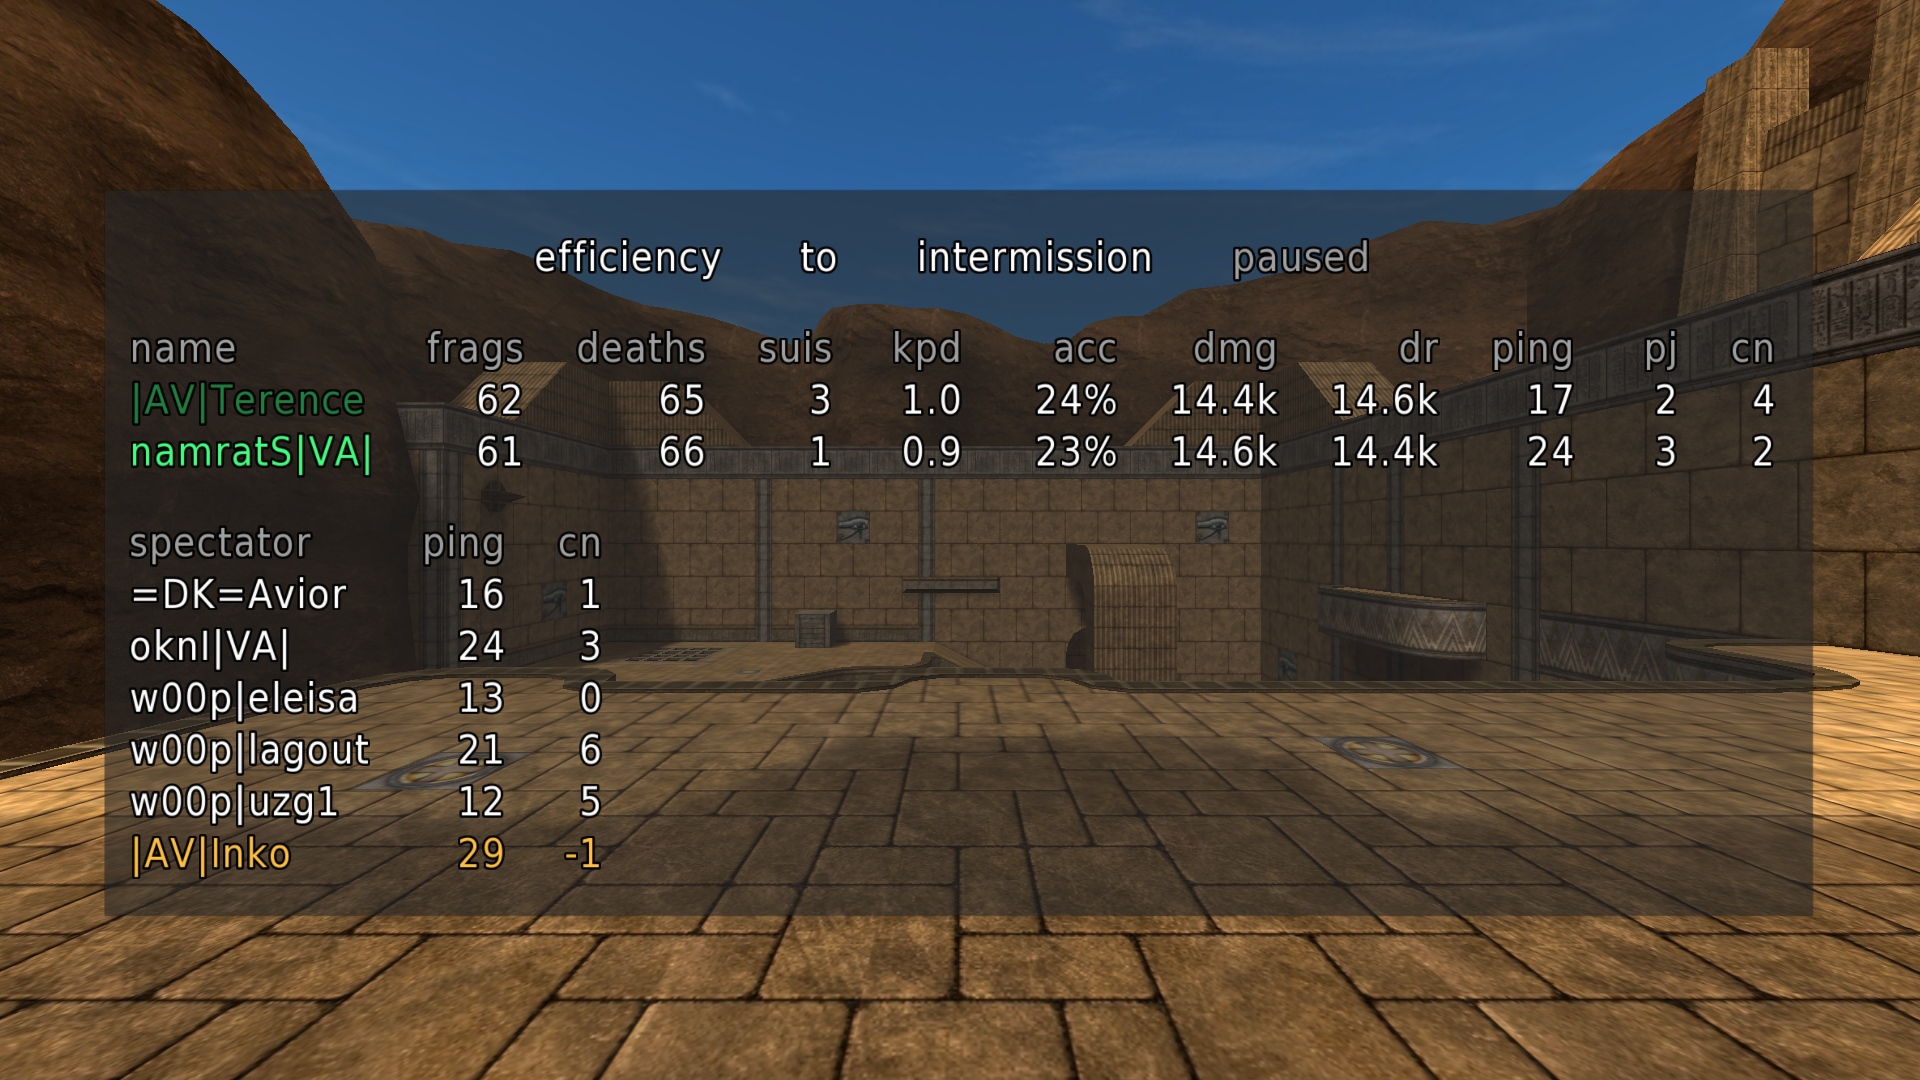 efficiency to intermission paused
name frags deaths suis kpd acc dmg dr ping pj cn
|AV|Terence 62 65 3 1.0 24% 14.4k 14.6k 17 2 4
namratS|VA| 61 66 1 0.9 23% 14.6k 14.4k 24 3 2
spectator ping cn
=DK=Avior 16 1
oknI|VA| 24 3
w00p|eleisa 13 0
w00p|lagout 21 6
w00p|uzg1 12 5
|AV|Inko 29 -1